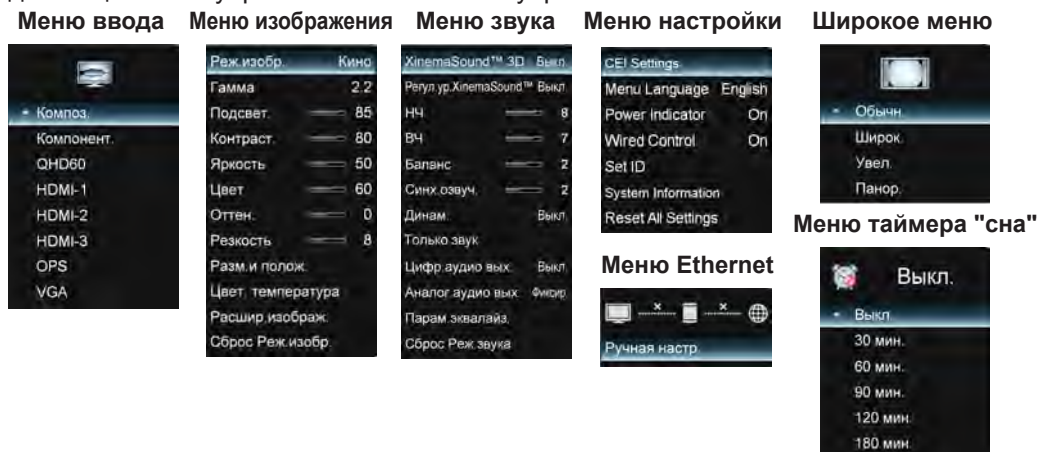 Меню ввода
Композ.
Компонент.
QHD60
HDMI-1
HDMI-2
HDMI-3
OPS
VGA
Меню изображения
Реж.изобр. Кино
Гамма 2.2
Подсвет. 85
Контраст. 80
Яркость 50
Цвет 60
Оттен. 0
Резкость 8
Разм.и полож.
Цвет. температура
Расшир.изображ.
Сброс Реж.изобр.
Меню звука
XinemaSound™ 3D Выкл.
Регул.ур.XinemaSound™ Выкл.
НЧ 8
ВЧ 7
Баланс 2
Синх.озвуч. 2
Динам. Выкл.
Только звук
Цифр.аудио вых. Выкл.
Аналог.аудио вых. Фиксир.
Парам.эквалайз.
Сброс Реж.звука
Меню настройки
CEI Settings
Menu Language English
Power Indicator On
Wired Control On
Set ID
System Information
Reset All Settings
Меню Ethernet
Ручная настр.
Широкое меню
Обычн.
Широк.
Увел.
Панор.
Меню таймера "сна"
Выкл.
Выкл.
30 мин.
60 мин.
90 мин.
120 мин.
180 мин.